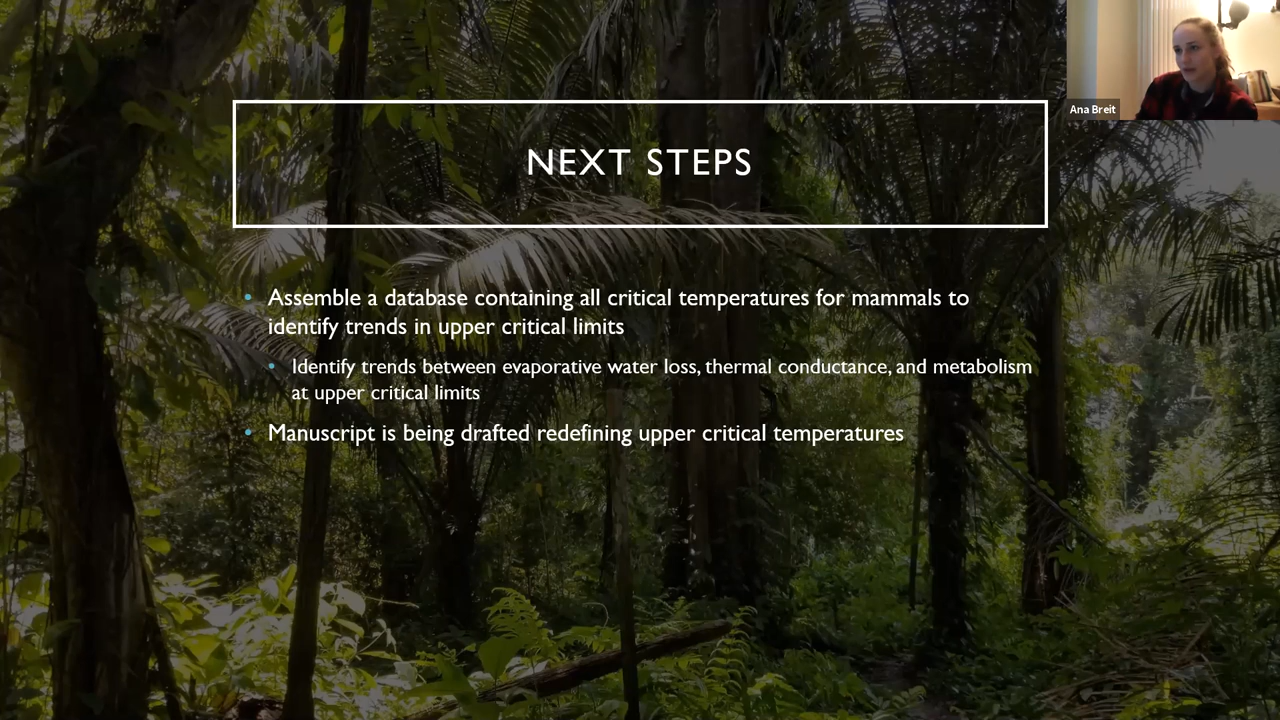 Ana Breit
NEXT STEPS
• Assemble a database containing all critical temperatures for mammals to
identify trends in upper critical limits
• Identify trends between evaporative water loss, thermal conductance, and metabolism
at upper critical limits
• Manuscript is being drafted redefining upper critical temperatures